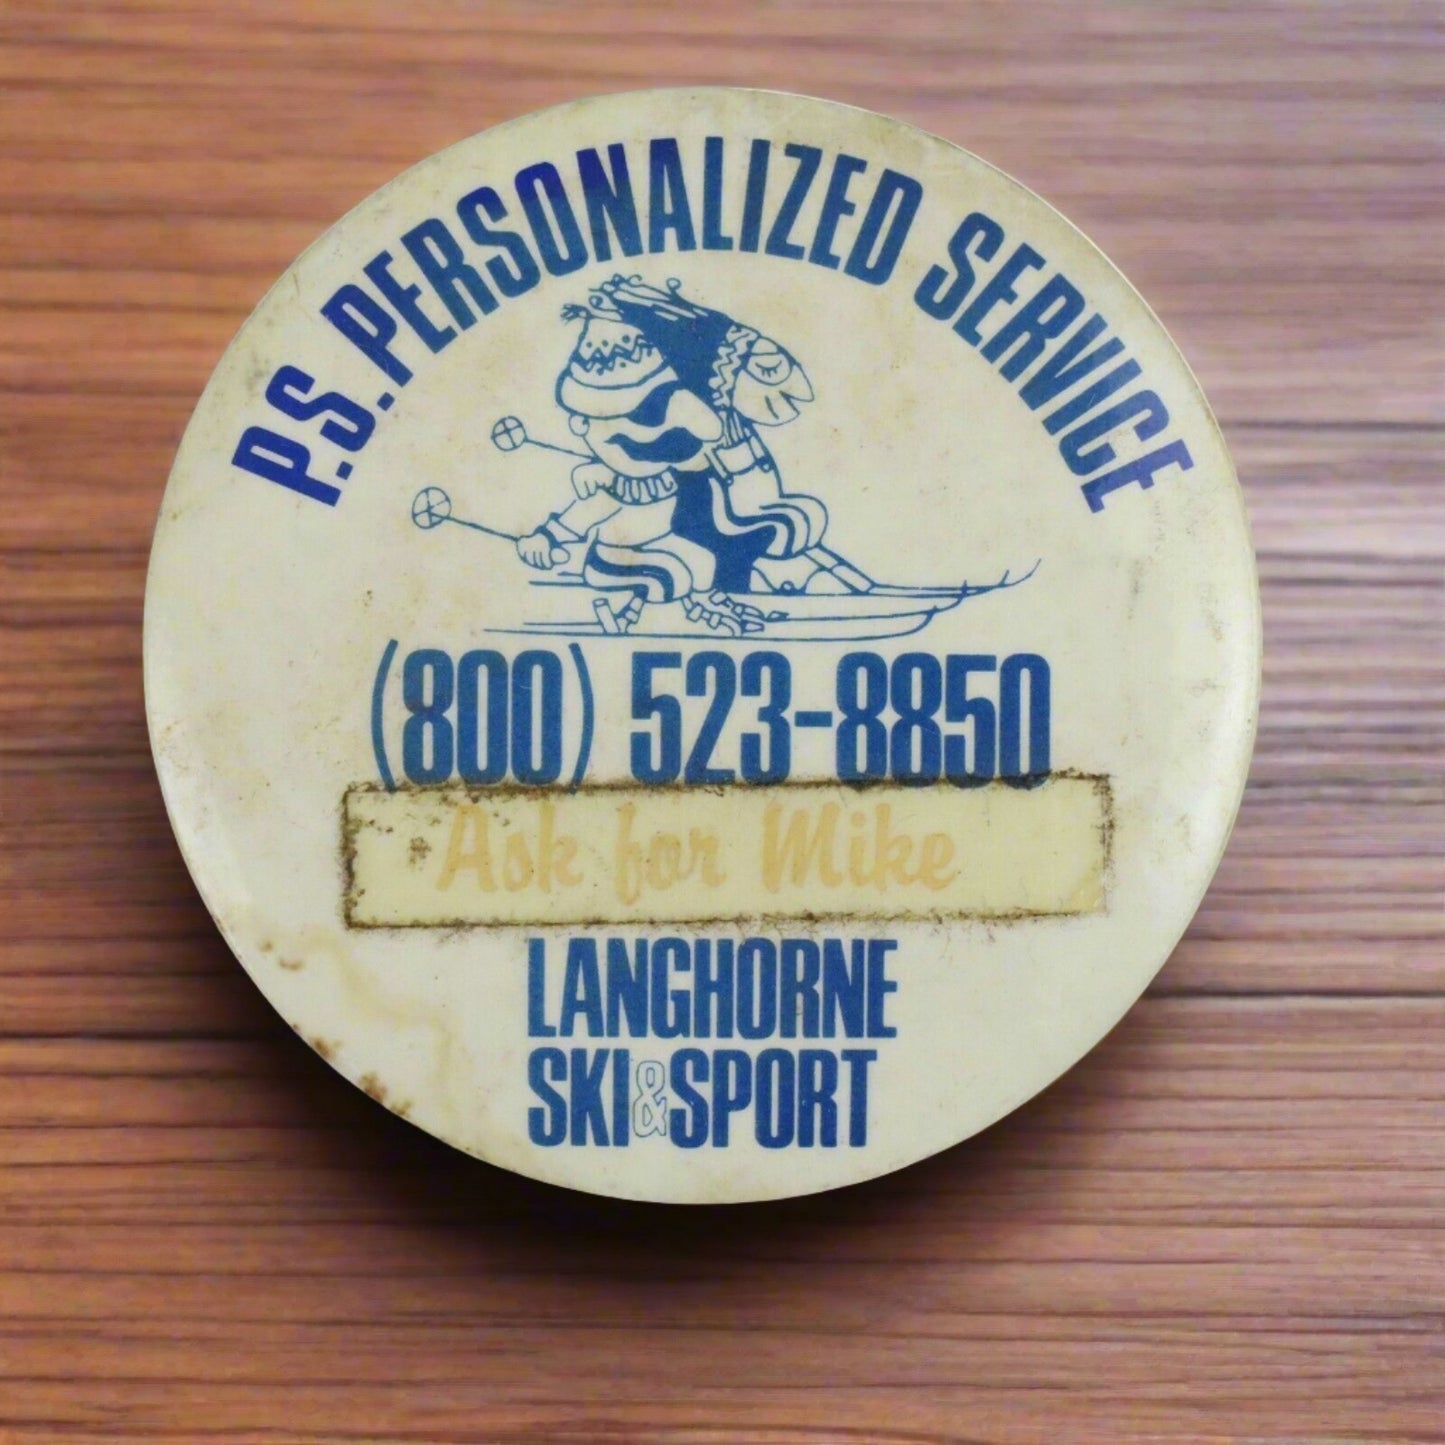 P.S. PERSONALIZED SERVICE
(800) 523-8850
Ask for Mike
LANGHORNE
SKI & SPORT